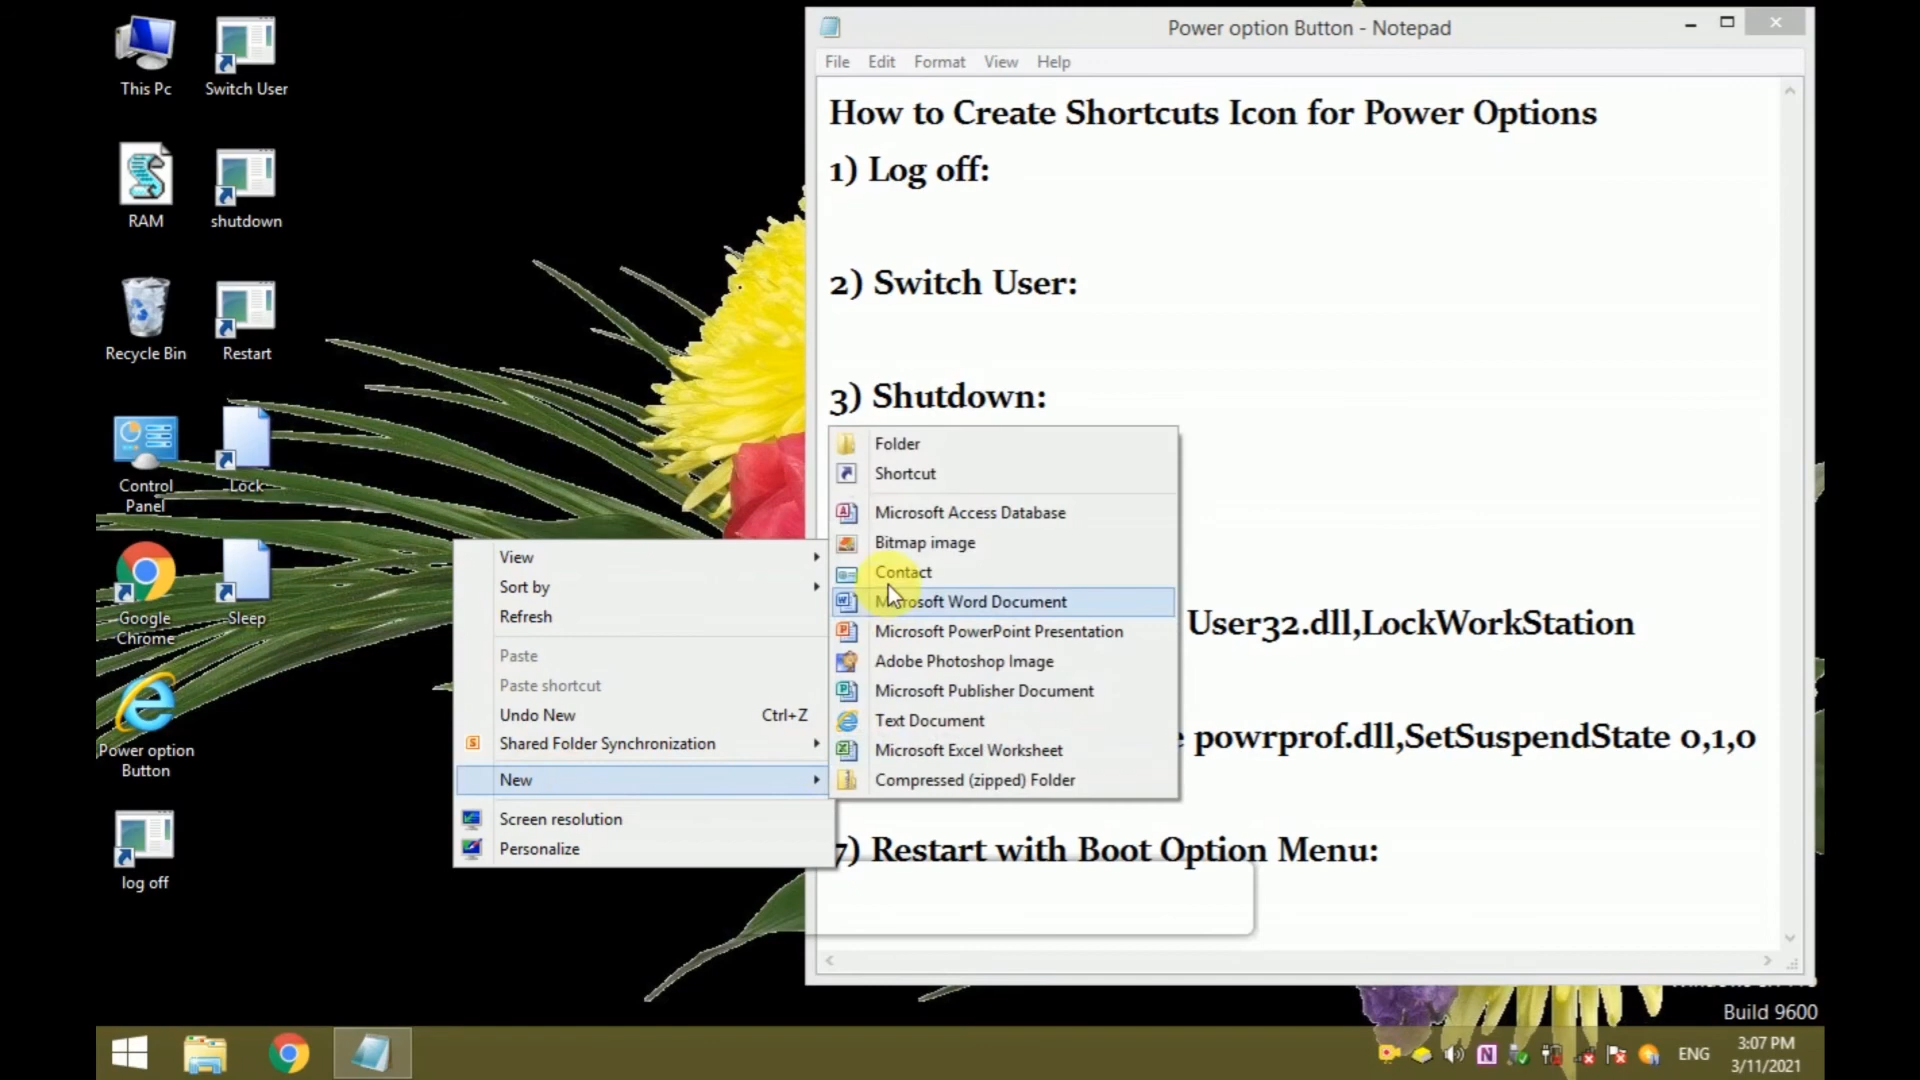 This Pc
Switch User
RAM
shutdown
Recycle Bin
Restart
Control
Panel
Lock
Google
Chrome
Sleep
Power option
Button
log off
Power option Button - Notepad
File Edit Format View Help
How to Create Shortcuts Icon for Power Options
1) Log off:
2) Switch User:
3) Shutdown:
User32.dll,LockWorkStation
powrprof.dll,SetSuspendState 0,1,0
7) Restart with Boot Option Menu:
View
Sort by
Refresh
Paste
Paste shortcut
Undo New Ctrl+Z
Shared Folder Synchronization
New
Screen resolution
Personalize
Folder
Shortcut
Microsoft Access Database
Bitmap image
Contact
Microsoft Word Document
Microsoft PowerPoint Presentation
Adobe Photoshop Image
Microsoft Publisher Document
Text Document
Microsoft Excel Worksheet
Compressed (zipped) Folder
Build 9600
ENG
3:07 PM
3/11/2021